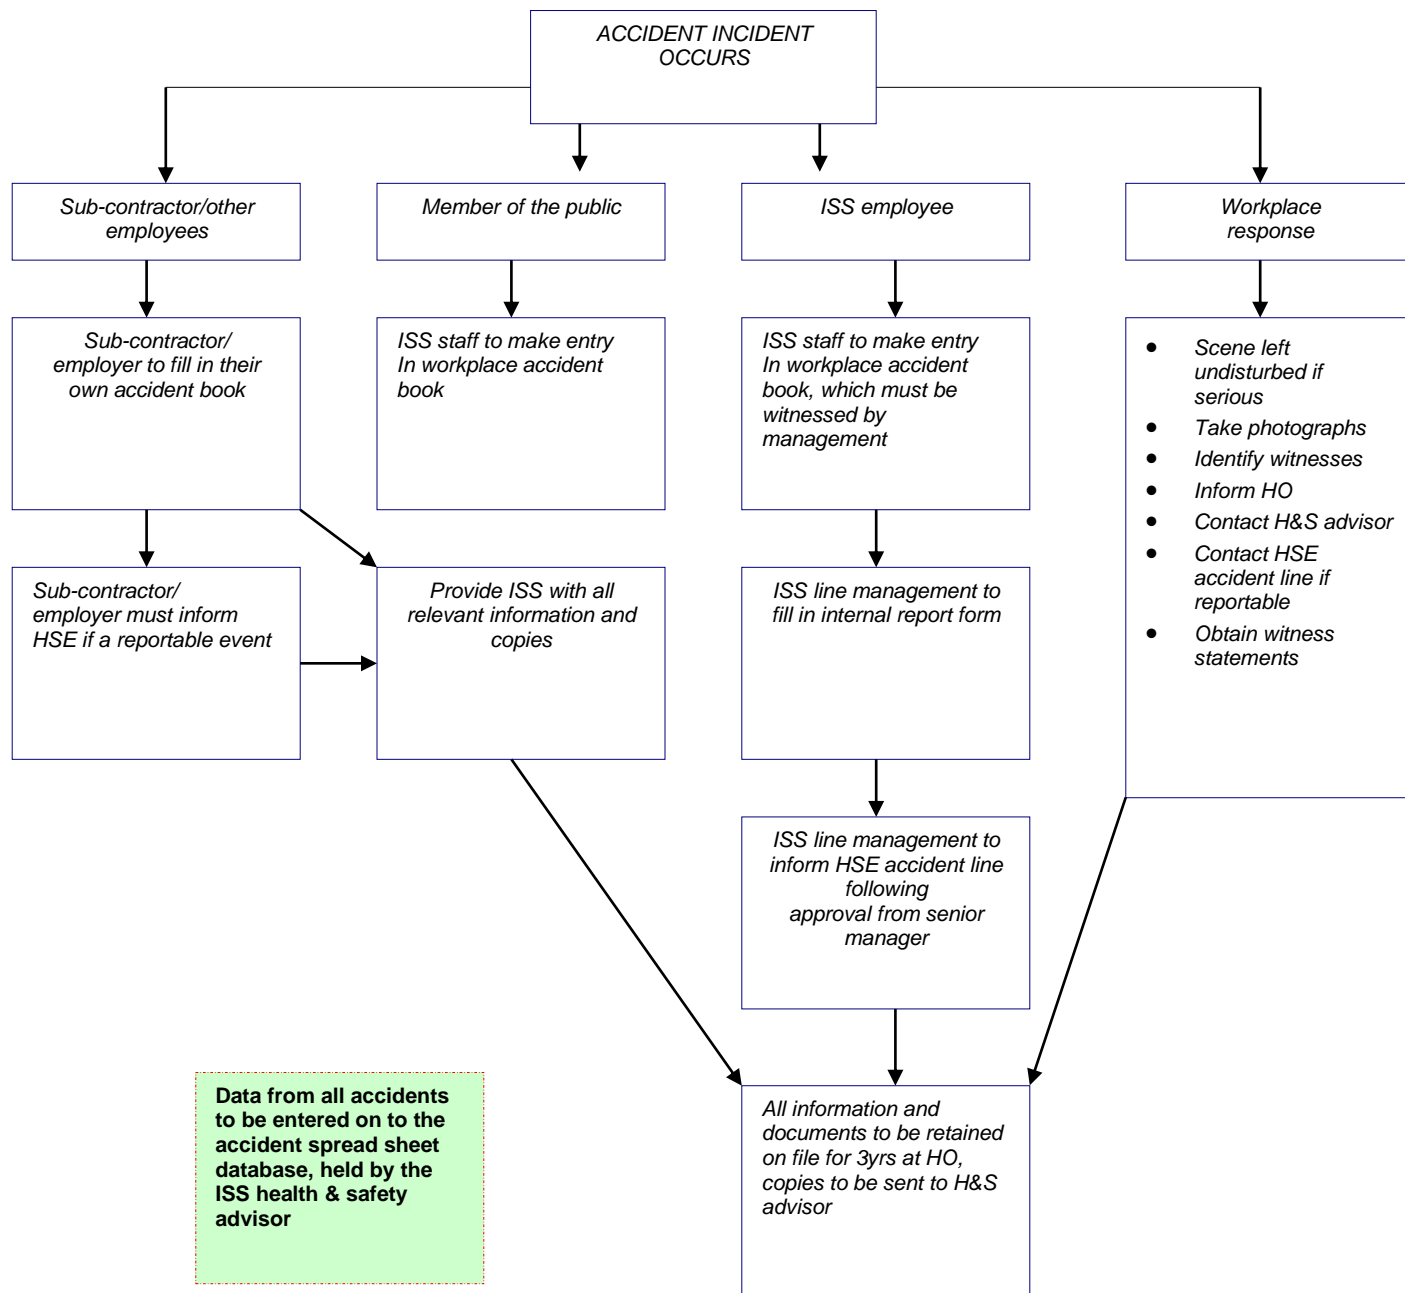 ACCIDENT INCIDENT
OCCURS
Sub-contractor/other
employees
Member of the public
ISS employee
Workplace
response
Sub-contractor/
employer to fill in their
own accident book
ISS staff to make entry
In workplace accident
book
ISS staff to make entry
In workplace accident
book, which must be
witnessed by
management
• Scene left
undisturbed if
serious
• Take photographs
• Identify witnesses
• Inform HO
• Contact H&S advisor
• Contact HSE
accident line if
reportable
• Obtain witness
statements
Sub-contractor/
employer must inform
HSE if a reportable event
Provide ISS with all
relevant information and
copies
ISS line management to
fill in internal report form
ISS line management to
inform HSE accident line
following
approval from senior
manager
Data from all accidents
to be entered on to the
accident spread sheet
database, held by the
ISS health & safety
advisor
All information and
documents to be retained
on file for 3yrs at HO,
copies to be sent to H&S
advisor